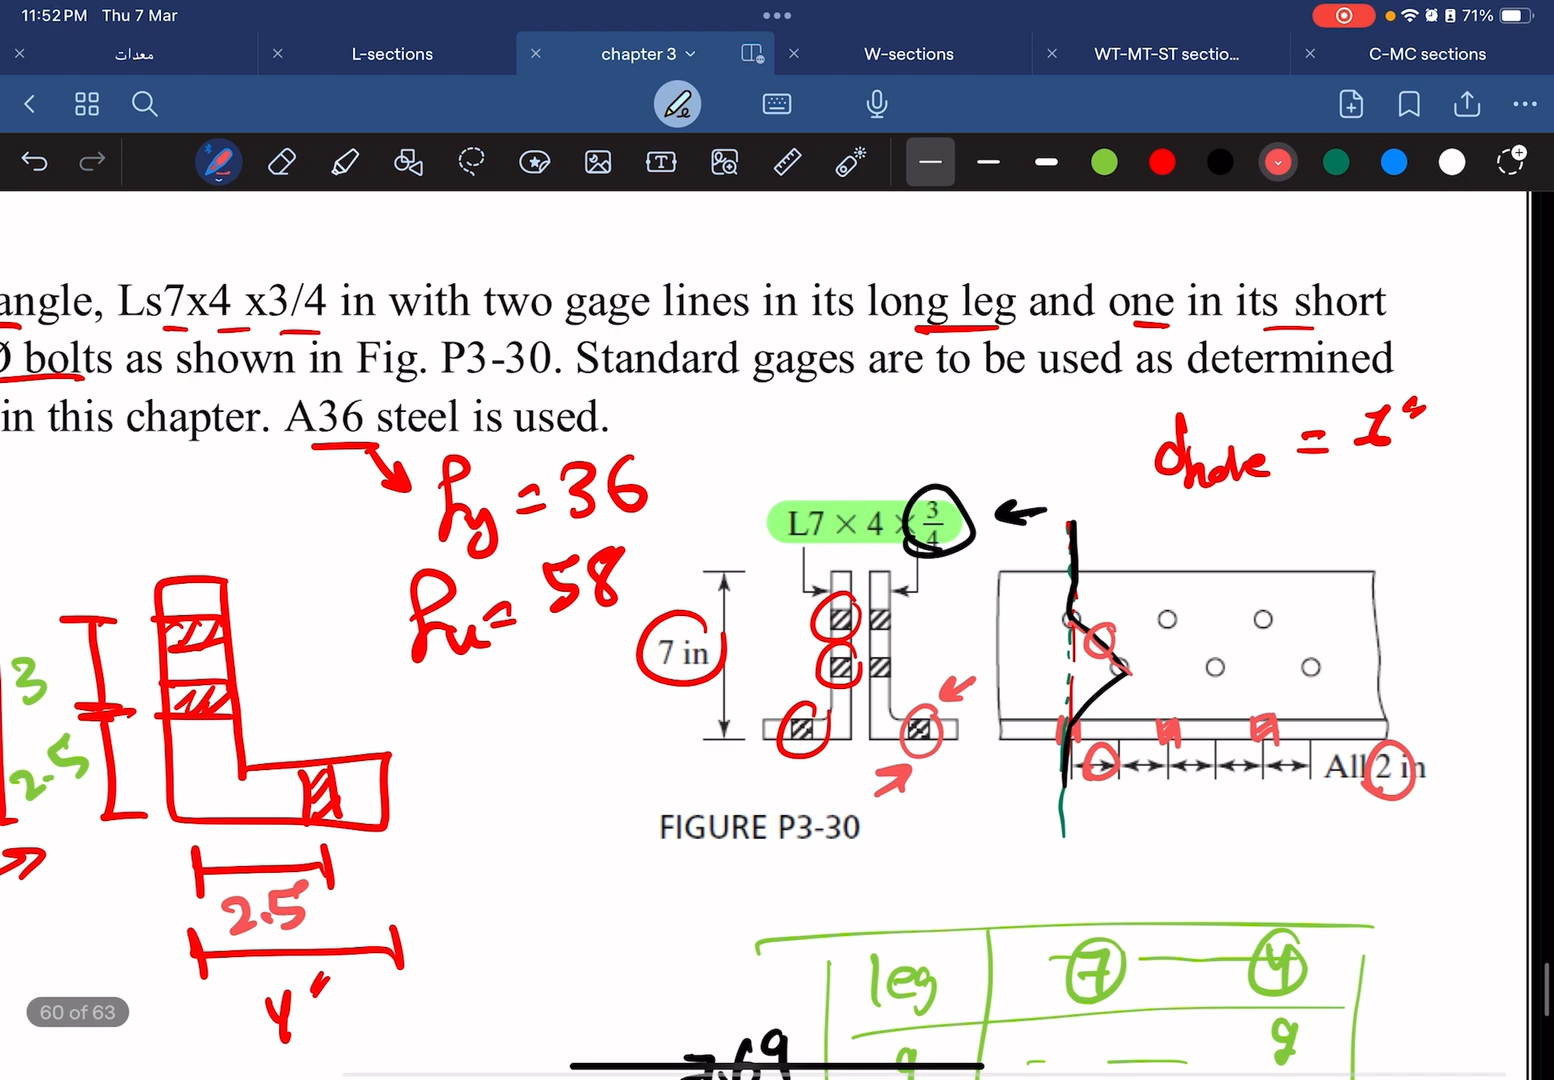 11:52 PM Thu 7 Mar
71%
معدات
L-sections
chapter 3
W-sections
WT-MT-ST sectio...
C-MC sections
angle, Ls7x4 x3/4 in with two gage lines in its long leg and one in its short
Ø bolts as shown in Fig. P3-30. Standard gages are to be used as determined
in this chapter. A36 steel is used.
dhole = 1"
fy = 36
fu = 58
L7 × 4 × 3/4
7 in
3
2.5
All 2 in
FIGURE P3-30
2.5
4"
leg 7 4
g - — g
7.69
60 of 63